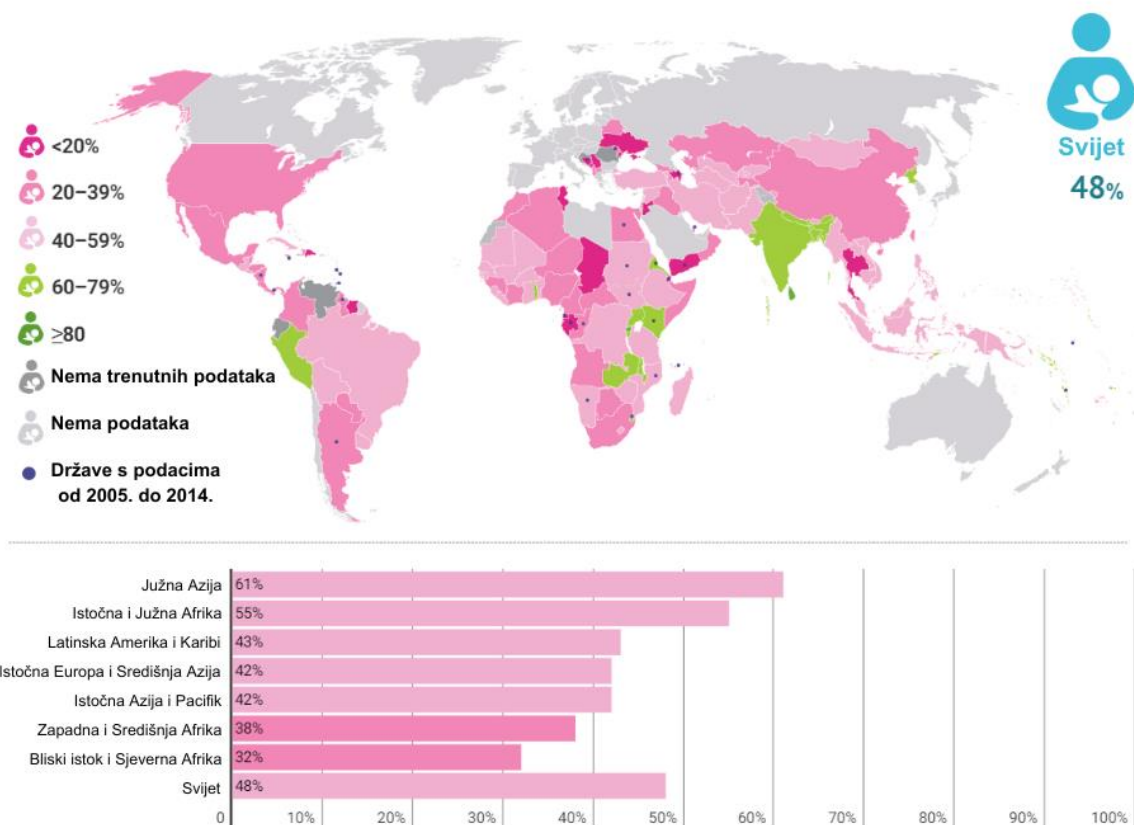 Svijet
48%
<20%
20–39%
40–59%
60–79%
≥80
Nema trenutnih podataka
Nema podataka
Države s podacima
od 2005. do 2014.
Južna Azija 61%
Istočna i Južna Afrika 55%
Latinska Amerika i Karibi 43%
Istočna Europa i Središnja Azija 42%
Istočna Azija i Pacifik 42%
Zapadna i Središnja Afrika 38%
Bliski istok i Sjeverna Afrika 32%
Svijet 48%
0 10% 20% 30% 40% 50% 60% 70% 80% 90% 100%